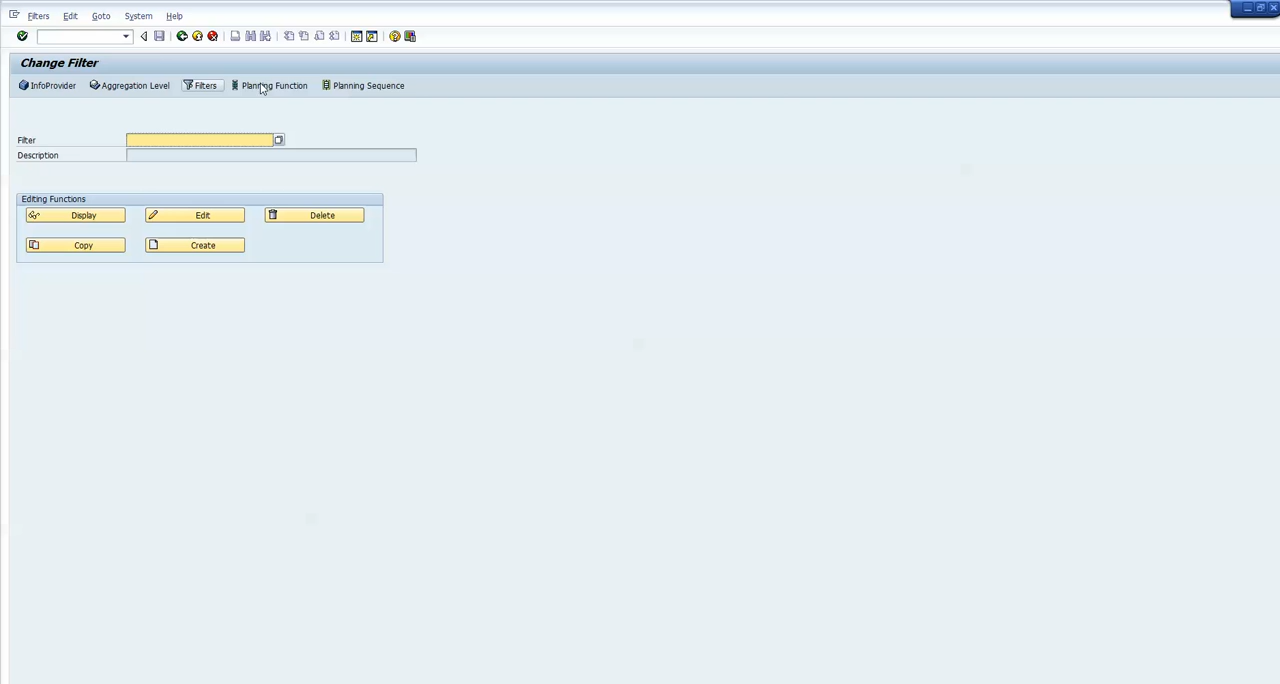 Filters Edit Goto System Help
Change Filter
InfoProvider Aggregation Level Filters Planning Function Planning Sequence
Filter
Description
Editing Functions
Display Edit Delete
Copy Create